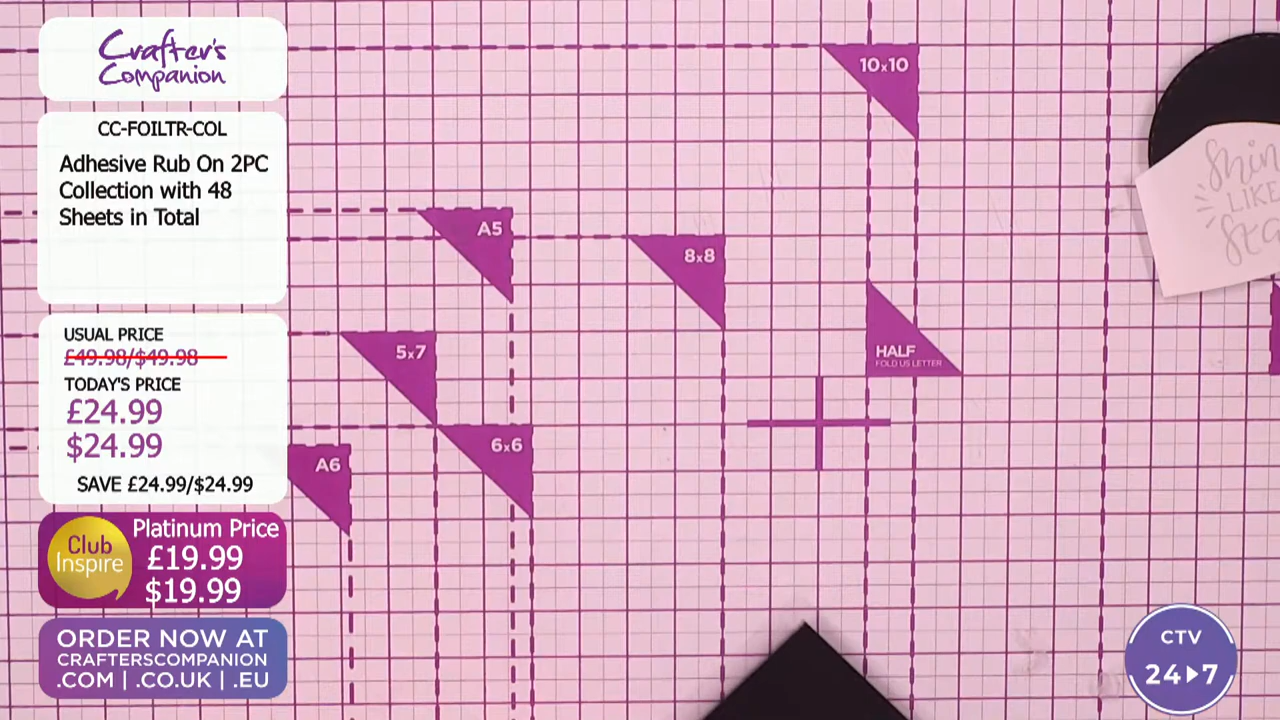 Crafter's
Companion
CC-FOILTR-COL
Adhesive Rub On 2PC
Collection with 48
Sheets in Total
USUAL PRICE
£49.98/$49.98
TODAY'S PRICE
£24.99
$24.99
SAVE £24.99/$24.99
Club
Inspire
Platinum Price
£19.99
$19.99
ORDER NOW AT
CRAFTERSCOMPANION
.COM | .CO.UK | .EU
10x10
A5
8x8
5x7
HALF
FOLD US LETTER
6x6
A6
LIKE
CTV
24▶7